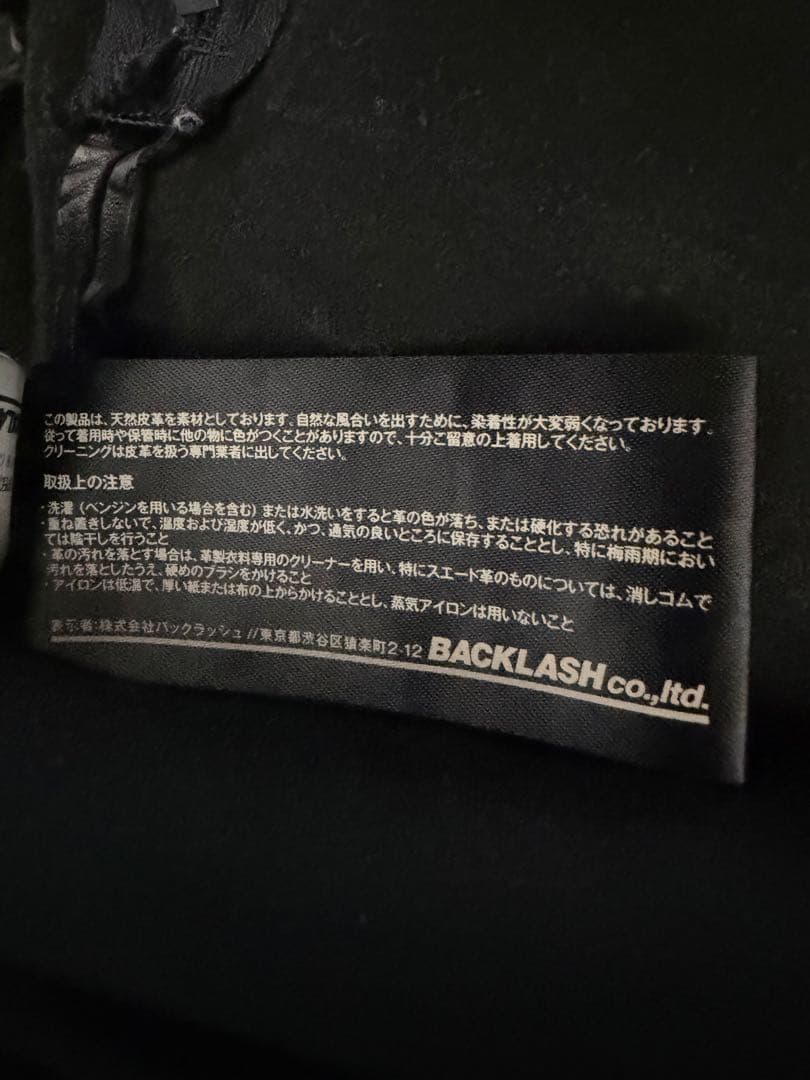 この製品は、天然皮革を素材としております。自然な風合いを出すために、染着性が大変弱くなっております。
従って着用時や保管時に他の物に色がつくことがありますので、十分ご留意の上着用してください。
クリーニングは皮革を扱う専門業者に出してください。
取扱上の注意
・洗濯（ベンジンを用いる場合を含む）または水洗いをすると革の色が落ち、または硬化する恐れがあること
・重ね置きしないで、温度および湿度が低く、かつ、通気の良いところに保存することとし、特に梅雨期におい
ては陰干しを行うこと
・革の汚れを落とす場合は、革製衣料専用のクリーナーを用い、特にスエード革のものについては、消しゴムで
汚れを落としたうえ、硬めのブラシをかけること
・アイロンは低温で、厚い紙または布の上からかけることとし、蒸気アイロンは用いないこと
表示者：株式会社バックラッシュ//東京都渋谷区猿楽町2-12 BACKLASH co.,ltd.